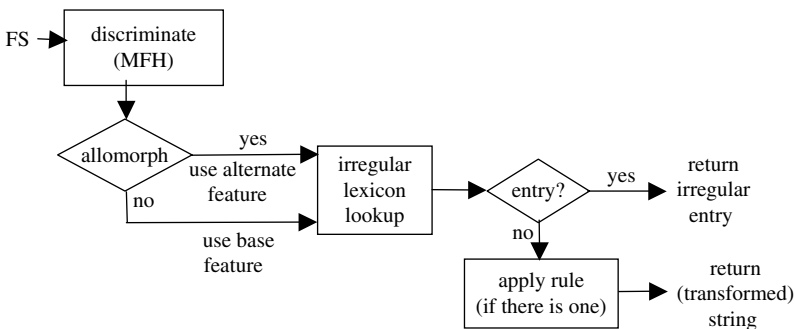 FS
discriminate
(MFH)
allomorph
yes
use alternate
feature
no
use base
feature
irregular
lexicon
lookup
entry?
yes
return
irregular
entry
no
apply rule
(if there is one)
return
(transformed)
string